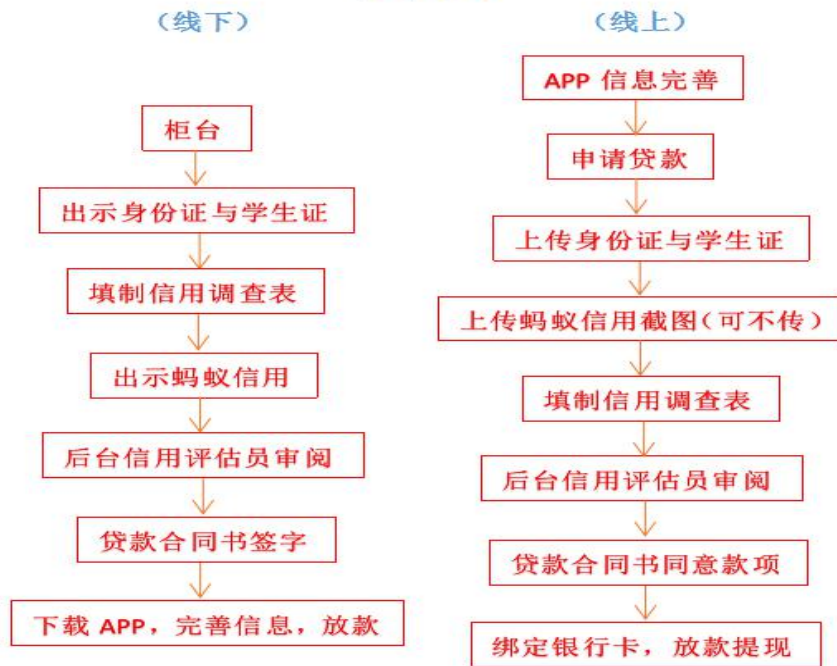 （线下）
柜台
出示身份证与学生证
填制信用调查表
出示蚂蚁信用
后台信用评估员审阅
贷款合同书签字
下载 APP，完善信息，放款
（线上）
APP 信息完善
申请贷款
上传身份证与学生证
上传蚂蚁信用截图（可不传）
填制信用调查表
后台信用评估员审阅
贷款合同书同意款项
绑定银行卡，放款提现